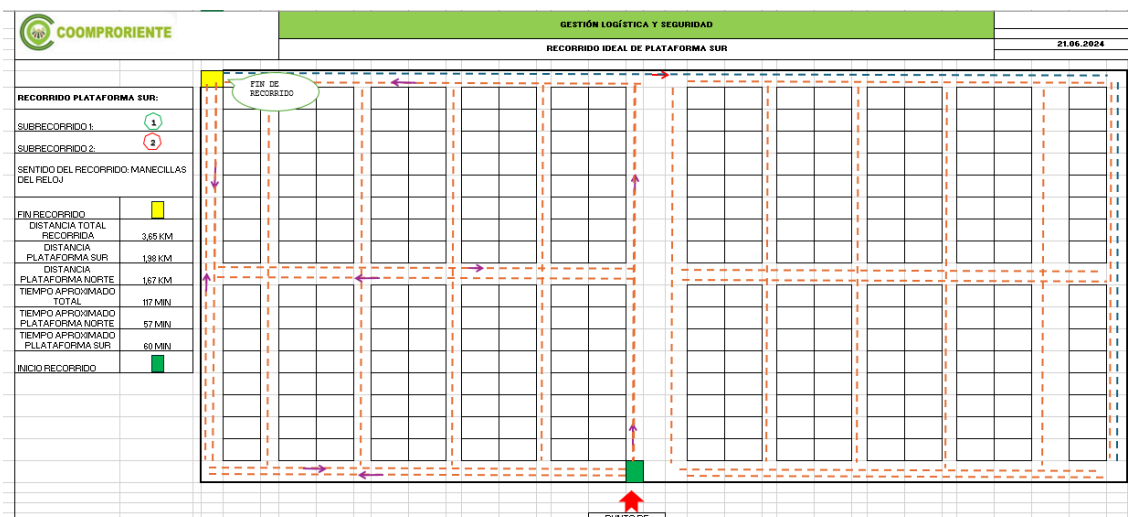 COOMPRORIENTE
GESTIÓN LOGÍSTICA Y SEGURIDAD
RECORRIDO IDEAL DE PLATAFORMA SUR
21.06.2024
FIN DE
RECORRIDO
RECORRIDO PLATAFORMA SUR:
SUBRECORRIDO 1:
1
SUBRECORRIDO 2:
2
SENTIDO DEL RECORRIDO: MANECILLAS
DEL RELOJ
FIN RECORRIDO
DISTANCIA TOTAL
RECORRIDA
3,65 KM
DISTANCIA
PLATAFORMA SUR
1,98 KM
DISTANCIA
PLATAFORMA NORTE
1,67 KM
TIEMPO APROXIMADO
TOTAL
117 MIN
TIEMPO APROXIMADO
PLATAFORMA NORTE
57 MIN
TIEMPO APROXIMADO
PLLATAFORMA SUR
60 MIN
INICIO RECORRIDO
PUNTO DE